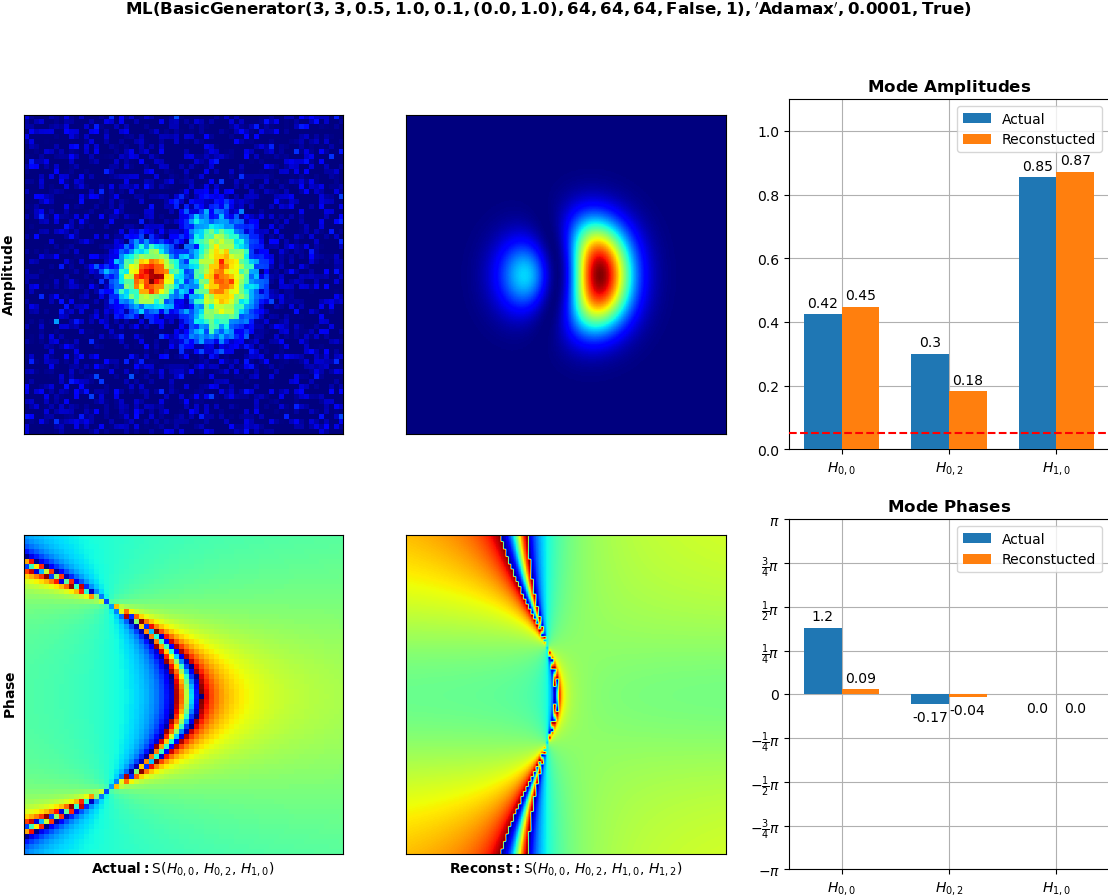 ML(BasicGenerator(3, 3, 0.5, 1.0, 0.1, (0.0, 1.0), 64, 64, 64, False, 1), ′Adamax′, 0.0001, True)
Amplitude
Mode Amplitudes
Actual
Reconstucted
1.0
0.8
0.6
0.4
0.2
0.0
0.42
0.45
0.3
0.18
0.85
0.87
H0,0
H0,2
H1,0
Phase
Actual: S(H0,0, H0,2, H1,0)
Reconst: S(H0,0, H0,2, H1,0, H1,2)
Mode Phases
Actual
Reconstucted
π
3/4π
1/2π
1/4π
0
−1/4π
−1/2π
−3/4π
−π
1.2
0.09
-0.17
-0.04
0.0
0.0
H0,0
H0,2
H1,0